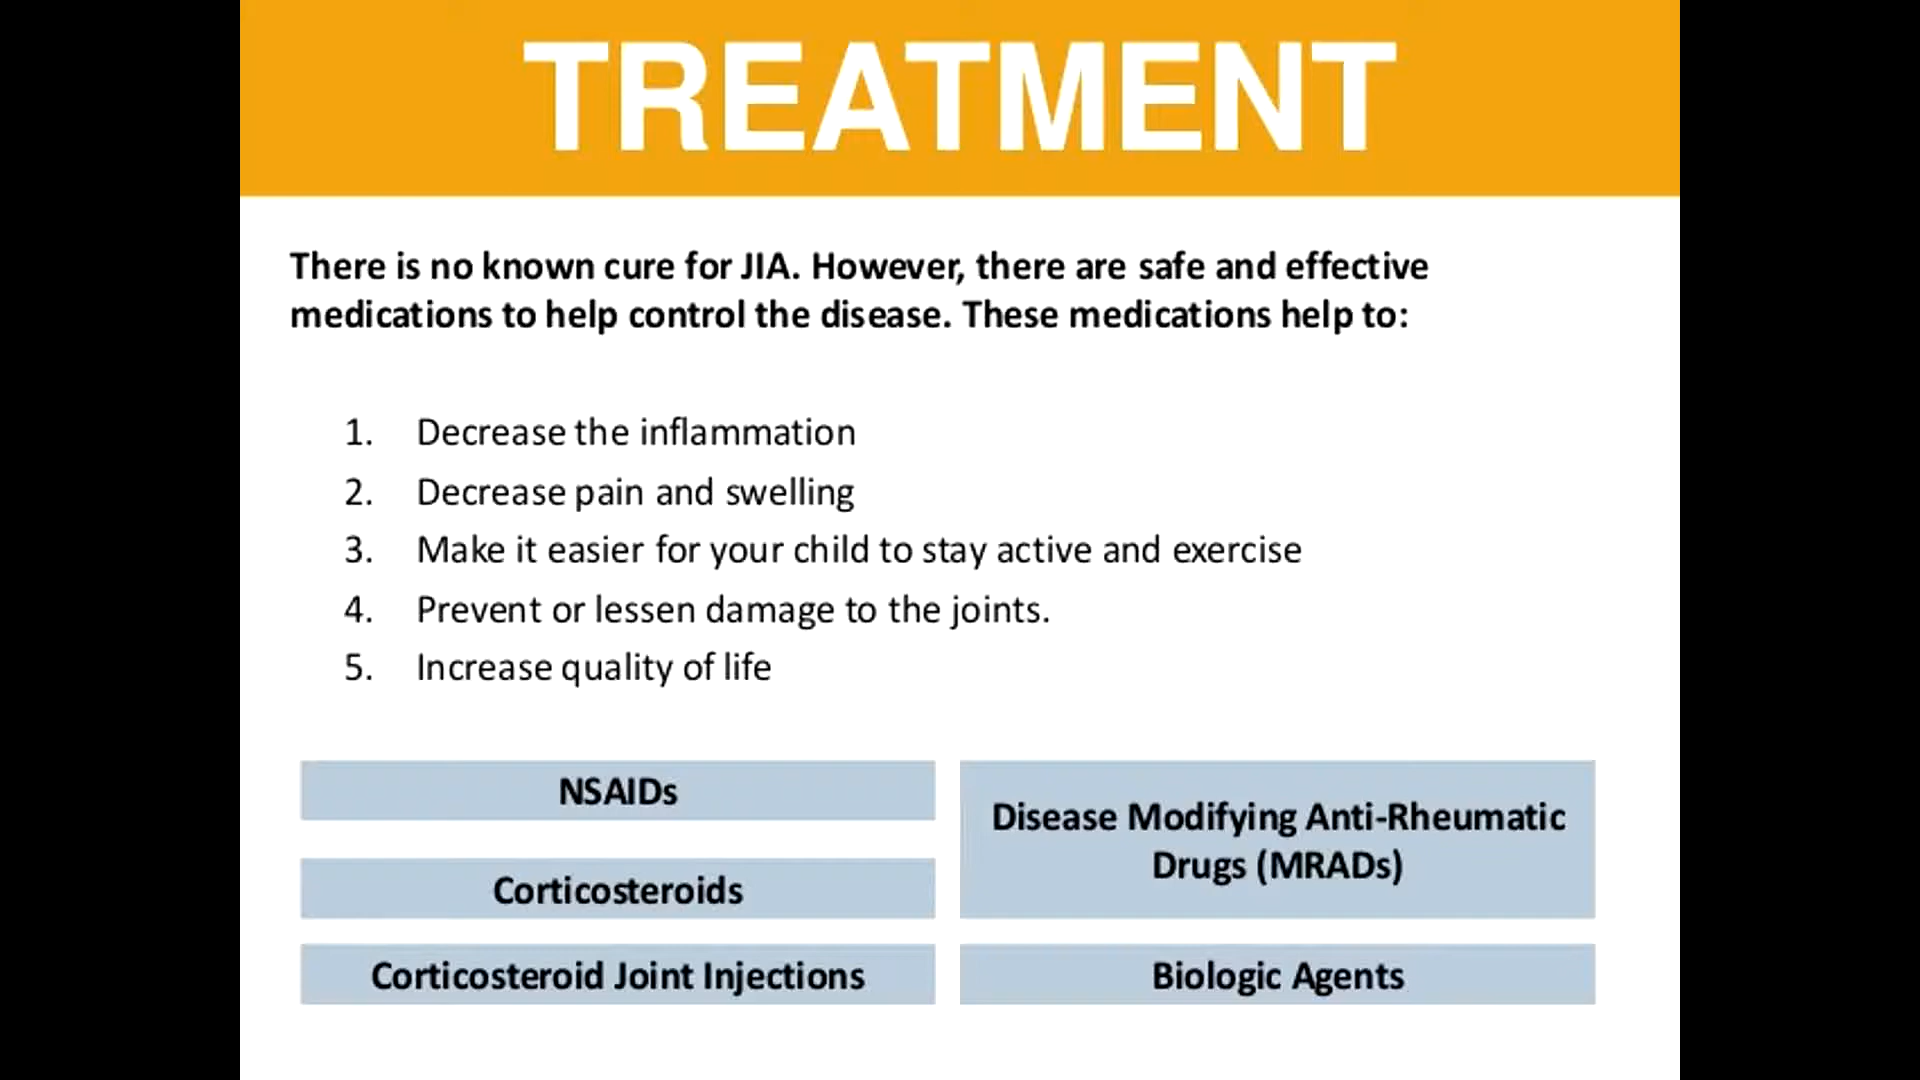 TREATMENT
There is no known cure for JIA. However, there are safe and effective
medications to help control the disease. These medications help to:
1. Decrease the inflammation
2. Decrease pain and swelling
3. Make it easier for your child to stay active and exercise
4. Prevent or lessen damage to the joints.
5. Increase quality of life
NSAIDs
Corticosteroids
Corticosteroid Joint Injections
Disease Modifying Anti-Rheumatic
Drugs (MRADs)
Biologic Agents